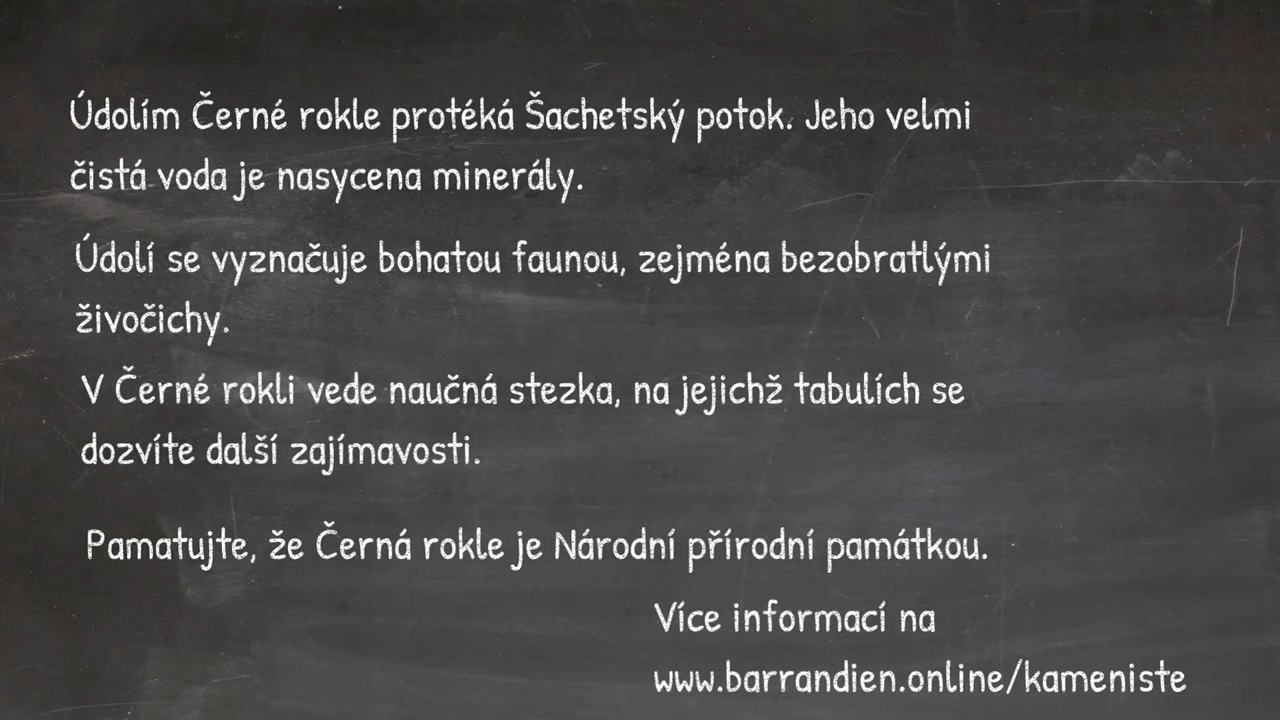 Údolím Černé rokle protéká Šachetský potok. Jeho velmi
čistá voda je nasycena minerály.
Údolí se vyznačuje bohatou faunou, zejména bezobratlými
živočichy.
V Černé rokli vede naučná stezka, na jejichž tabulích se
dozvíte další zajímavosti.
Pamatujte, že Černá rokle je Národní přírodní památkou.
Více informací na
www.barrandien.online/kameniste